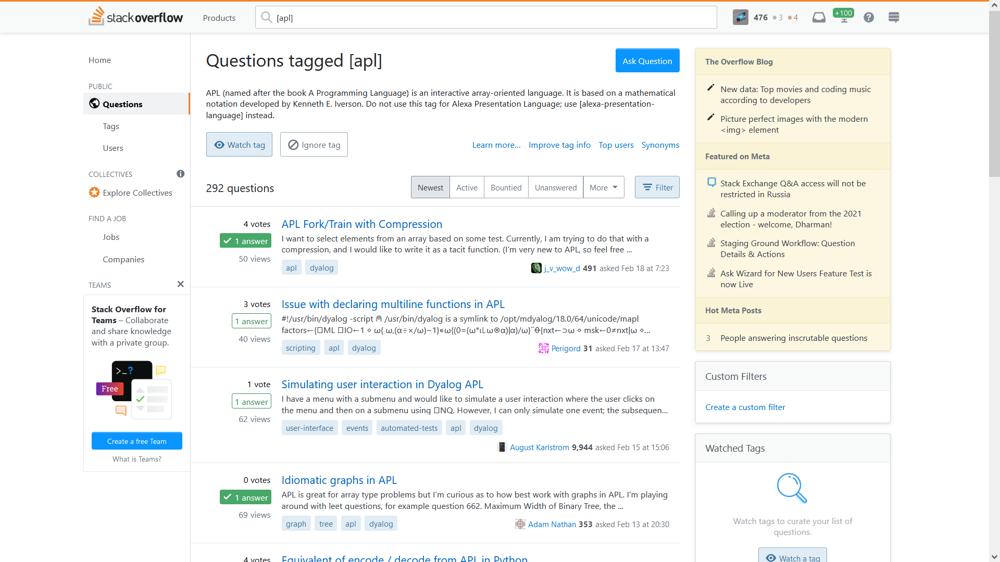 stack overflow
Products
[apl]
476 3 4
+100
Home
PUBLIC
Questions
Tags
Users
COLLECTIVES
Explore Collectives
FIND A JOB
Jobs
Companies
TEAMS
Stack Overflow for
Teams – Collaborate
and share knowledge
with a private group.
>_?
Free
Create a free Team
What is Teams?
Questions tagged [apl]
Ask Question
APL (named after the book A Programming Language) is an interactive array-oriented language. It is based on a mathematical
notation developed by Kenneth E. Iverson. Do not use this tag for Alexa Presentation Language; use [alexa-presentation-
language] instead.
Watch tag
Ignore tag
Learn more... Improve tag info Top users Synonyms
292 questions
Newest Active Bountied Unanswered More
Filter
4 votes
1 answer
50 views
APL Fork/Train with Compression
I want to select elements from an array based on some test. Currently, I am trying to do that with a
compression, and I would like to write it as a tacit function. (I'm very new to APL, so feel free ...
apl dyalog
j_v_wow_d 491 asked Feb 18 at 7:23
3 votes
1 answer
40 views
Issue with declaring multiline functions in APL
#!/usr/bin/dyalog -script ⍝ /usr/bin/dyalog is a symlink to /opt/mdyalog/18.0/64/unicode/mapl
factors←{⎕ML ⎕IO←1 ⋄ ⍵{ ⍵,(⍺÷×/⍵)~1}∊⍵{(0=(⍵*⍳⌊⍵⍟⍺)|⍺)/⍵}¨⍬{nxt←⊃⍵ ⋄ msk←0≠nxt|⍵ ⋄...
scripting apl dyalog
Perigord 31 asked Feb 17 at 13:47
1 vote
1 answer
62 views
Simulating user interaction in Dyalog APL
I have a menu with a submenu and would like to simulate a user interaction where the user clicks on
the menu and then on a submenu using ⎕NQ. However, I can only simulate one event; the subsequen...
user-interface events automated-tests apl dyalog
August Karlstrom 9,944 asked Feb 15 at 15:06
0 votes
1 answer
69 views
Idiomatic graphs in APL
APL is great for array type problems but I'm curious as to how best work with graphs in APL. I'm playing
around with leet questions, for example question 662. Maximum Width of Binary Tree, the ...
graph tree apl dyalog
Adam Nathan 353 asked Feb 13 at 20:30
4 votes
Equivalent of encode / decode from APL in Python
The Overflow Blog
New data: Top movies and coding music
according to developers
Picture perfect images with the modern
<img> element
Featured on Meta
Stack Exchange Q&A access will not be
restricted in Russia
Calling up a moderator from the 2021
election - welcome, Dharman!
Staging Ground Workflow: Question
Details & Actions
Ask Wizard for New Users Feature Test is
now Live
Hot Meta Posts
3 People answering inscrutable questions
Custom Filters
Create a custom filter
Watched Tags
Watch tags to curate your list of
questions.
Watch a tag